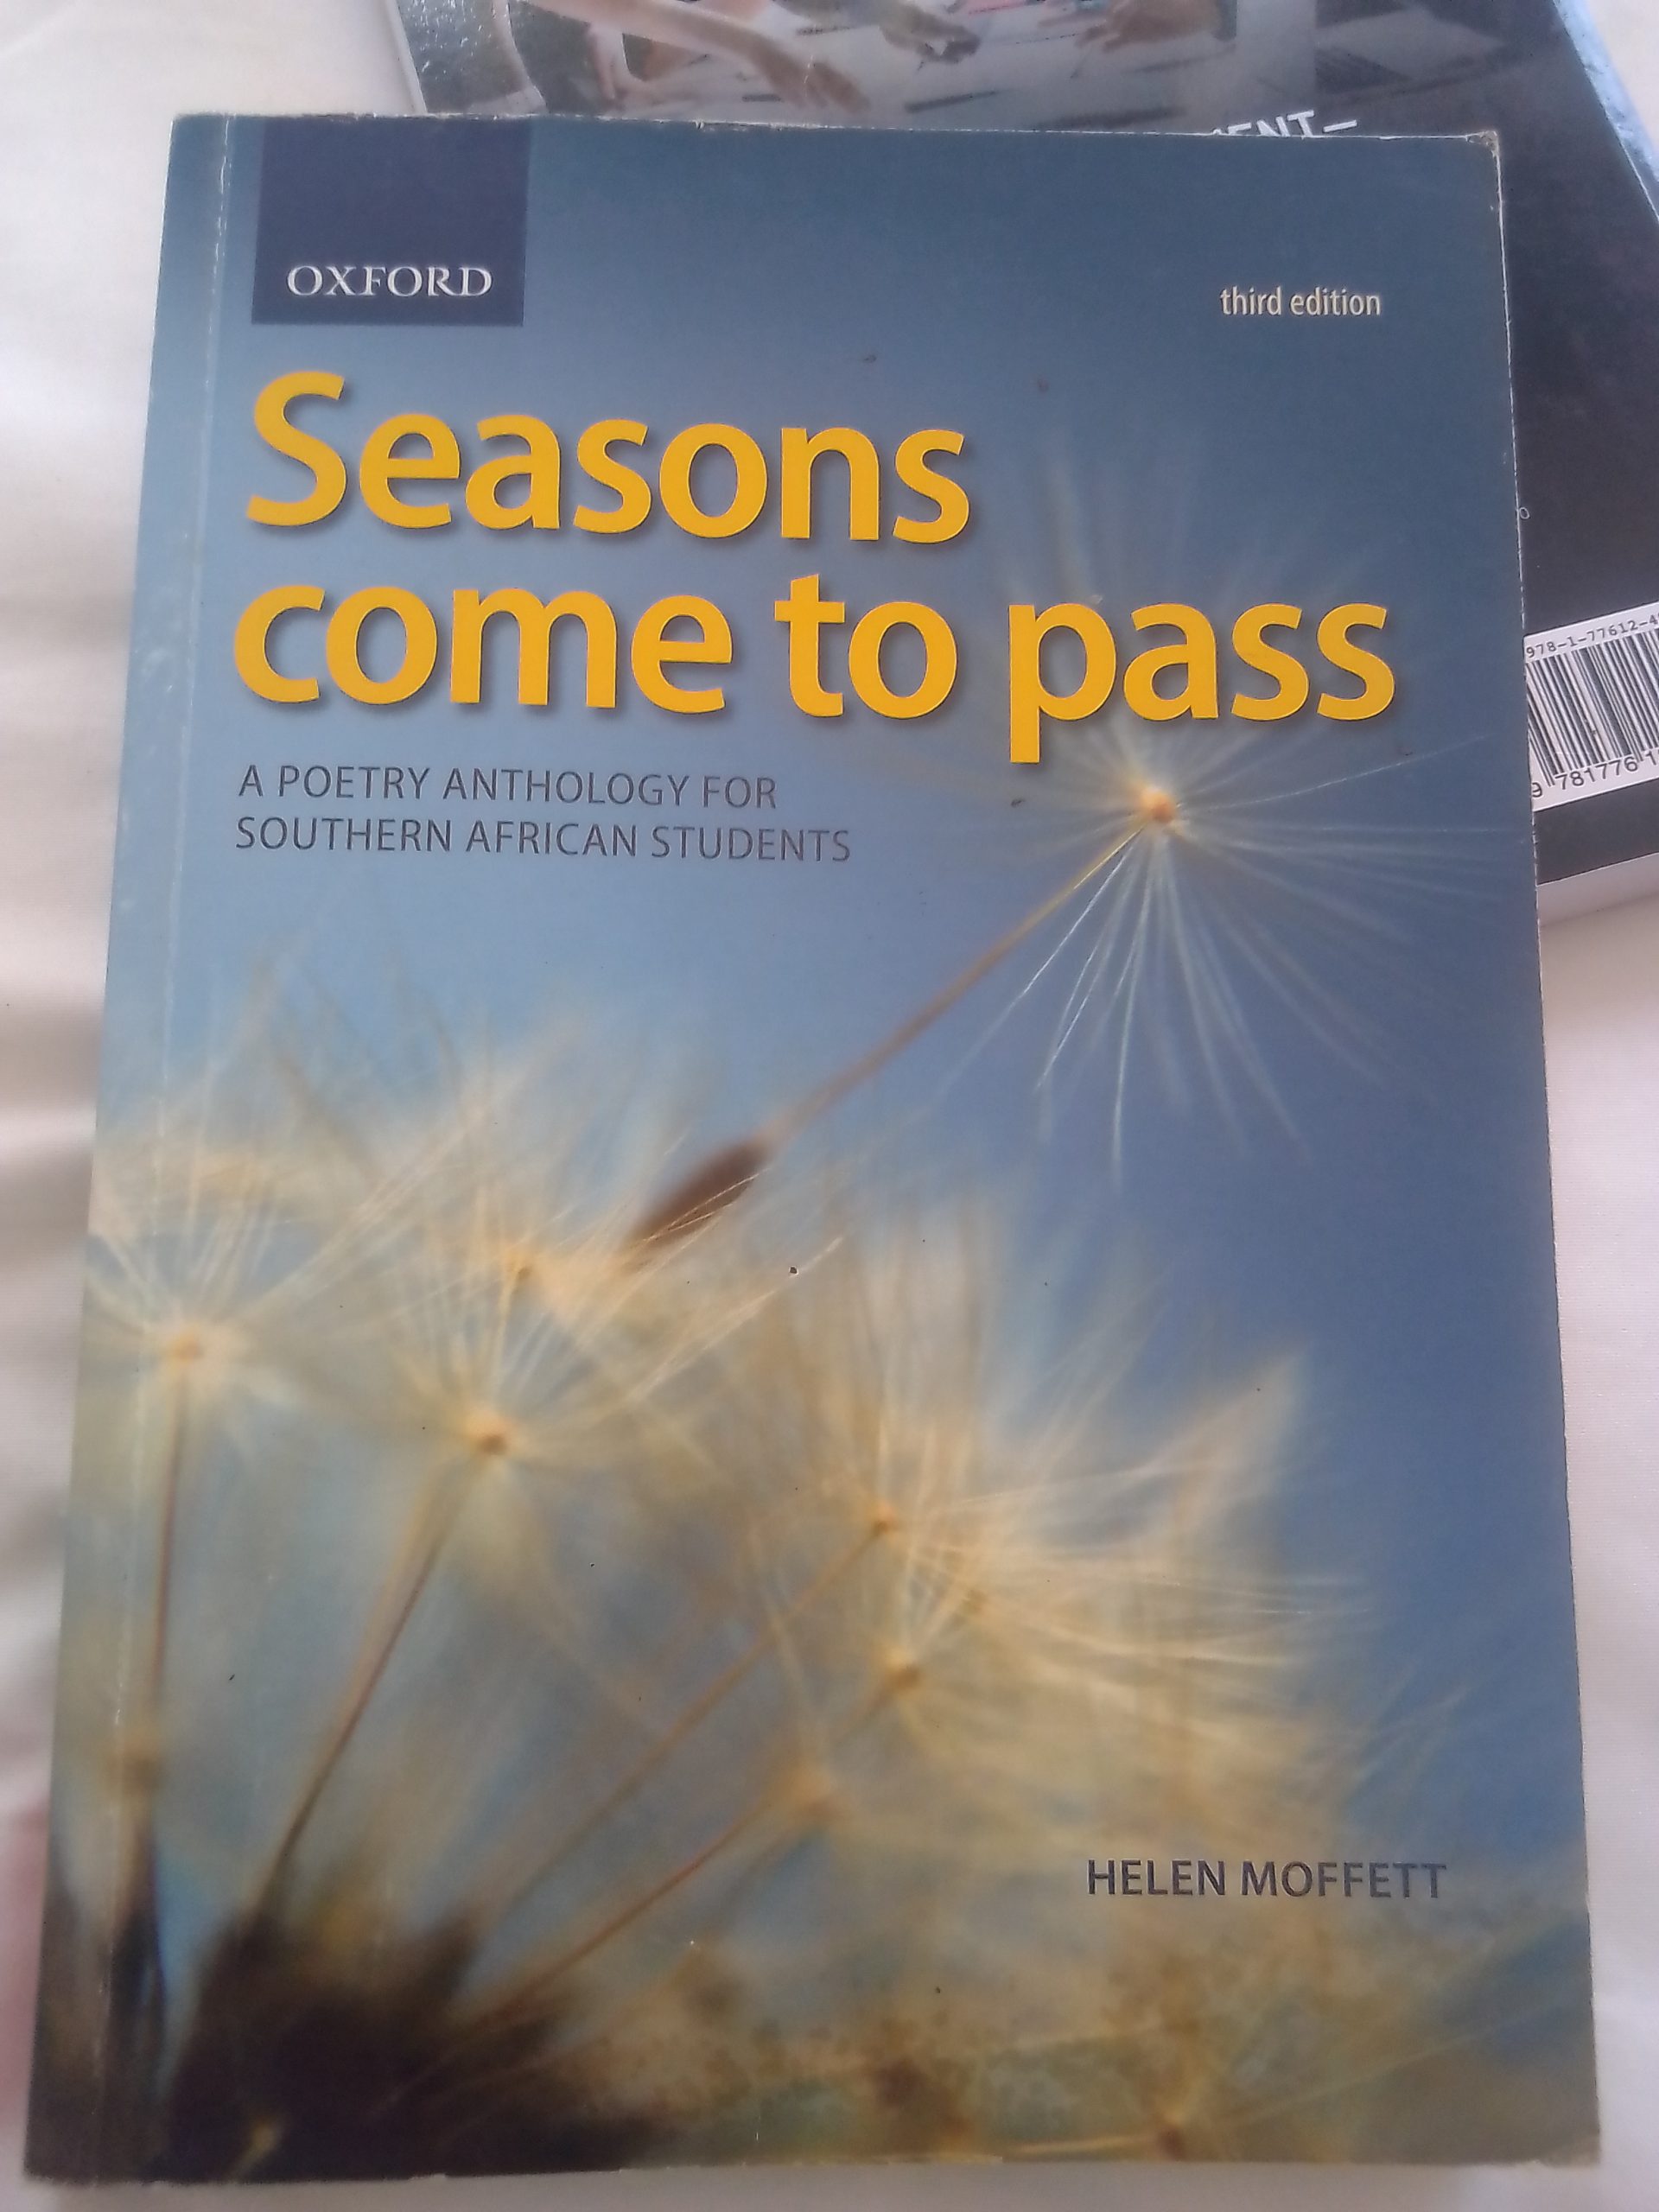 OXFORD
third edition
Seasons
come to pass
A POETRY ANTHOLOGY FOR
SOUTHERN AFRICAN STUDENTS
HELEN MOFFETT